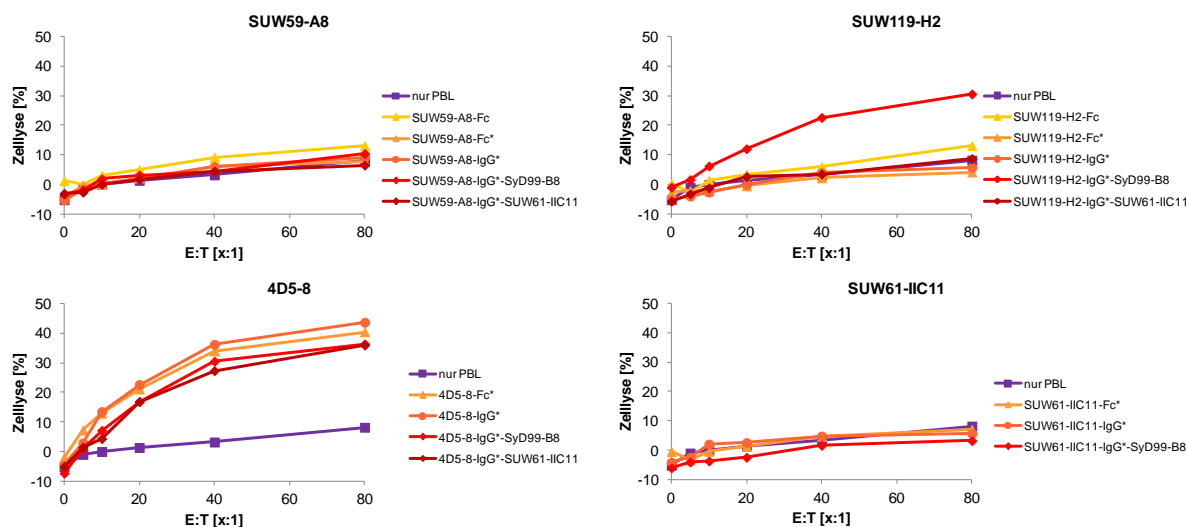 SUW59-A8
Zelllyse [%]
50
40
30
20
10
0
-10
0
20
40
60
80
E:T [x:1]
nur PBL
SUW59-A8-Fc
SUW59-A8-Fc*
SUW59-A8-IgG*
SUW59-A8-IgG*-SyD99-B8
SUW59-A8-IgG*-SUW61-IIC11
SUW119-H2
Zelllyse [%]
50
40
30
20
10
0
-10
0
20
40
60
80
E:T [x:1]
nur PBL
SUW119-H2-Fc
SUW119-H2-Fc*
SUW119-H2-IgG*
SUW119-H2-IgG*-SyD99-B8
SUW119-H2-IgG*-SUW61-IIC11
4D5-8
Zelllyse [%]
50
40
30
20
10
0
-10
0
20
40
60
80
E:T [x:1]
nur PBL
4D5-8-Fc*
4D5-8-IgG*
4D5-8-IgG*-SyD99-B8
4D5-8-IgG*-SUW61-IIC11
SUW61-IIC11
Zelllyse [%]
50
40
30
20
10
0
-10
0
20
40
60
80
E:T [x:1]
nur PBL
SUW61-IIC11-Fc*
SUW61-IIC11-IgG*
SUW61-IIC11-IgG*-SyD99-B8